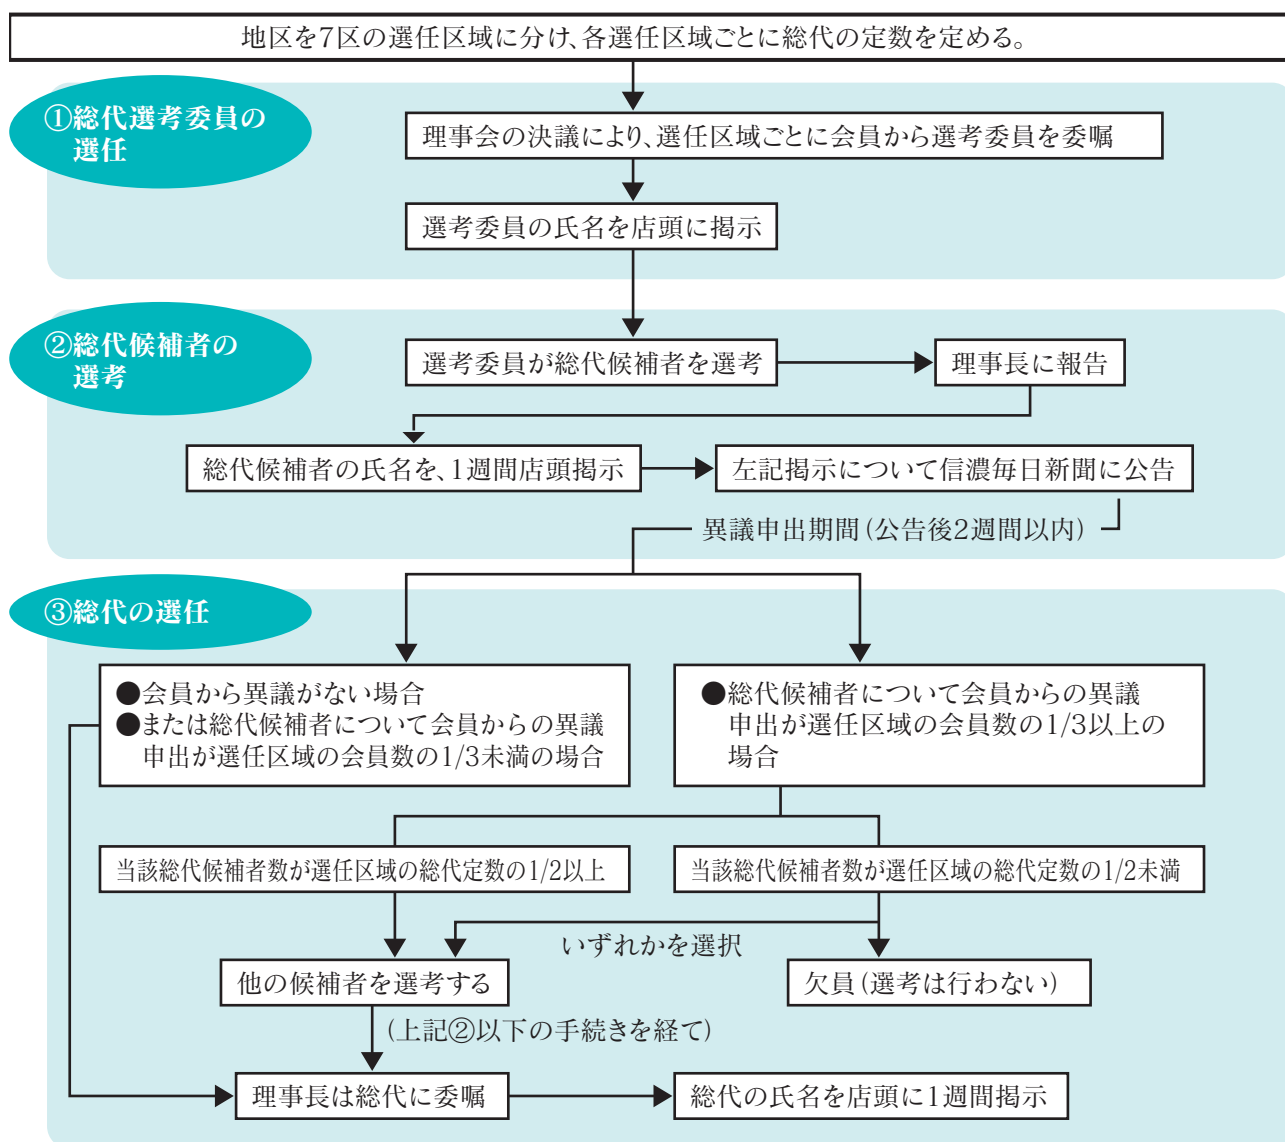 地区を7区の選任区域に分け、各選任区域ごとに総代の定数を定める。
①総代選考委員の
選任
理事会の決議により、選任区域ごとに会員から選考委員を委嘱
選考委員の氏名を店頭に掲示
②総代候補者の
選考
選考委員が総代候補者を選考
理事長に報告
総代候補者の氏名を、1週間店頭掲示
左記掲示について信濃毎日新聞に公告
異議申出期間(公告後2週間以内)
③総代の選任
●会員から異議がない場合
●または総代候補者について会員からの異議
申出が選任区域の会員数の1/3未満の場合
●総代候補者について会員からの異議
申出が選任区域の会員数の1/3以上の
場合
当該総代候補者数が選任区域の総代定数の1/2以上
当該総代候補者数が選任区域の総代定数の1/2未満
いずれかを選択
他の候補者を選考する
欠員(選考は行わない)
(上記②以下の手続きを経て)
理事長は総代に委嘱
総代の氏名を店頭に1週間掲示